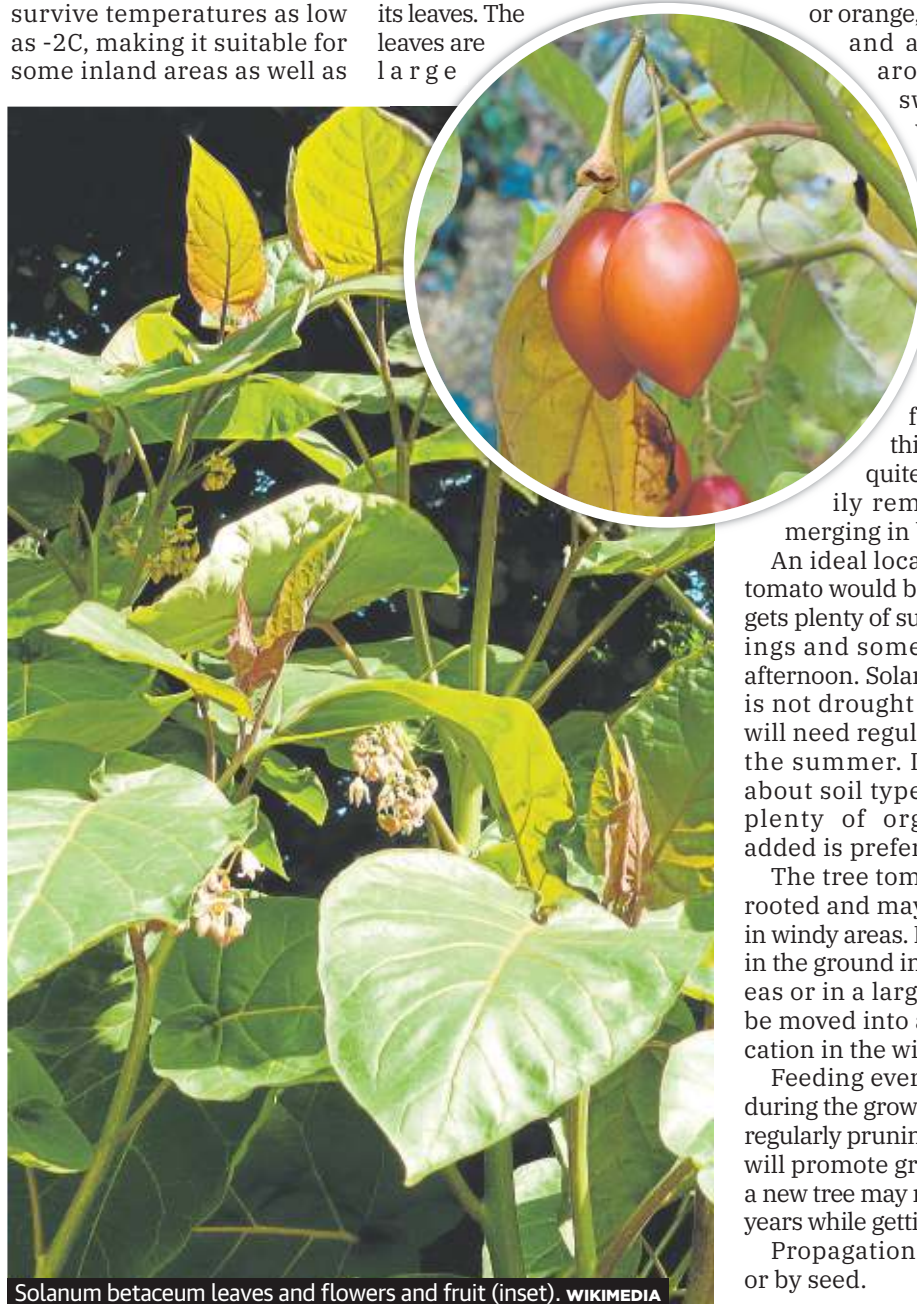 survive temperatures as low
as -2C, making it suitable for
some inland areas as well as
its leaves. The
leaves are
large
or orange,
and a
aro
sw
f
thi
quite
ily rem
merging in
An ideal loca
tomato would b
gets plenty of su
ings and some
afternoon. Solan
is not drought
will need regul
the summer. I
about soil type
plenty of org
added is prefer
The tree tom
rooted and may
in windy areas. 
in the ground in
eas or in a larg
be moved into a
cation in the wi
Feeding ever
during the grow
regularly prunin
will promote gr
a new tree may
years while getti
Propagation
or by seed.
Solanum betaceum leaves and flowers and fruit (inset). WIKIMEDIA